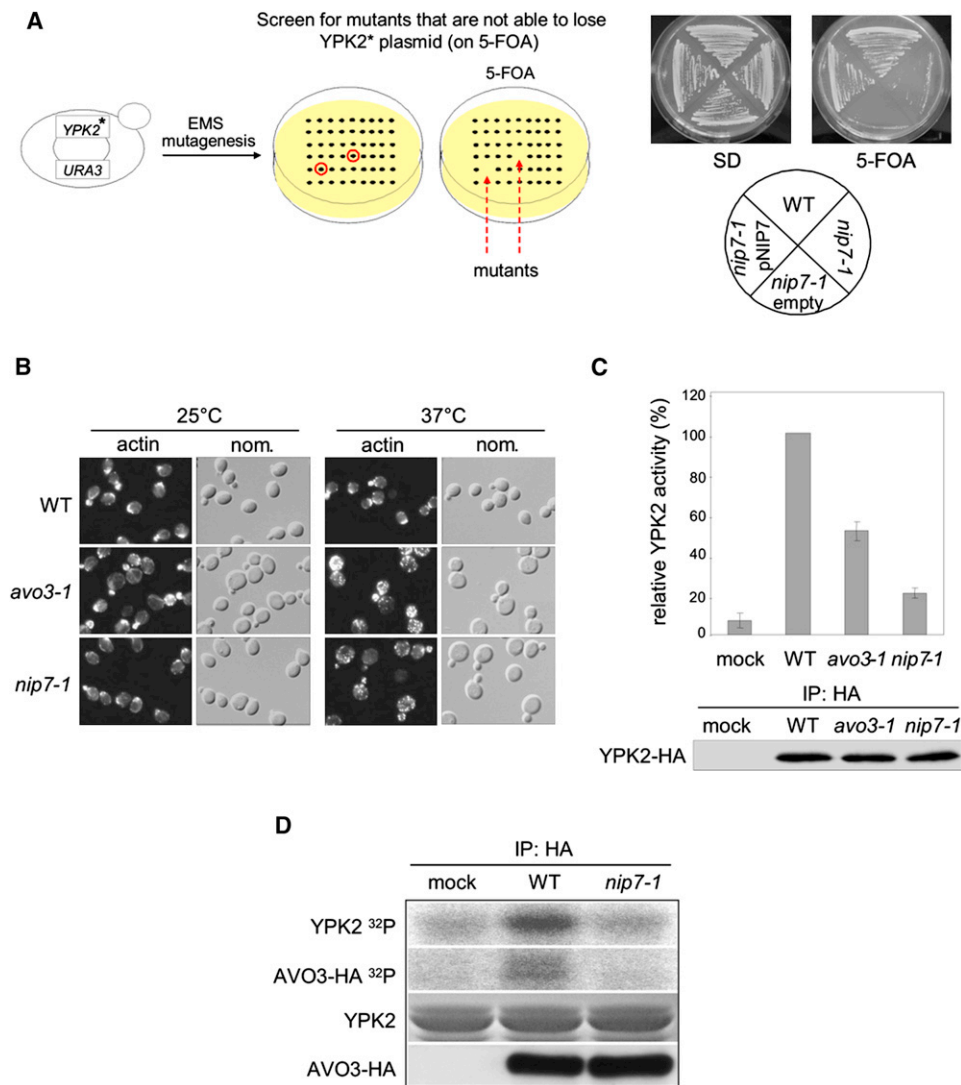 A
Screen for mutants that are not able to lose
YPK2* plasmid (on 5-FOA)
5-FOA
YPK2*
URA3
EMS
mutagenesis
mutants
SD
5-FOA
WT
nip7-1
nip7-1
empty
nip7-1
pNIP7
B
25°C
37°C
actin
nom.
actin
nom.
WT
avo3-1
nip7-1
C
relative YPK2 activity (%)
120
100
80
60
40
20
0
mock
WT
avo3-1
nip7-1
IP: HA
mock
WT
avo3-1
nip7-1
YPK2-HA
D
IP: HA
mock
WT
nip7-1
YPK2 ³²P
AVO3-HA ³²P
YPK2
AVO3-HA